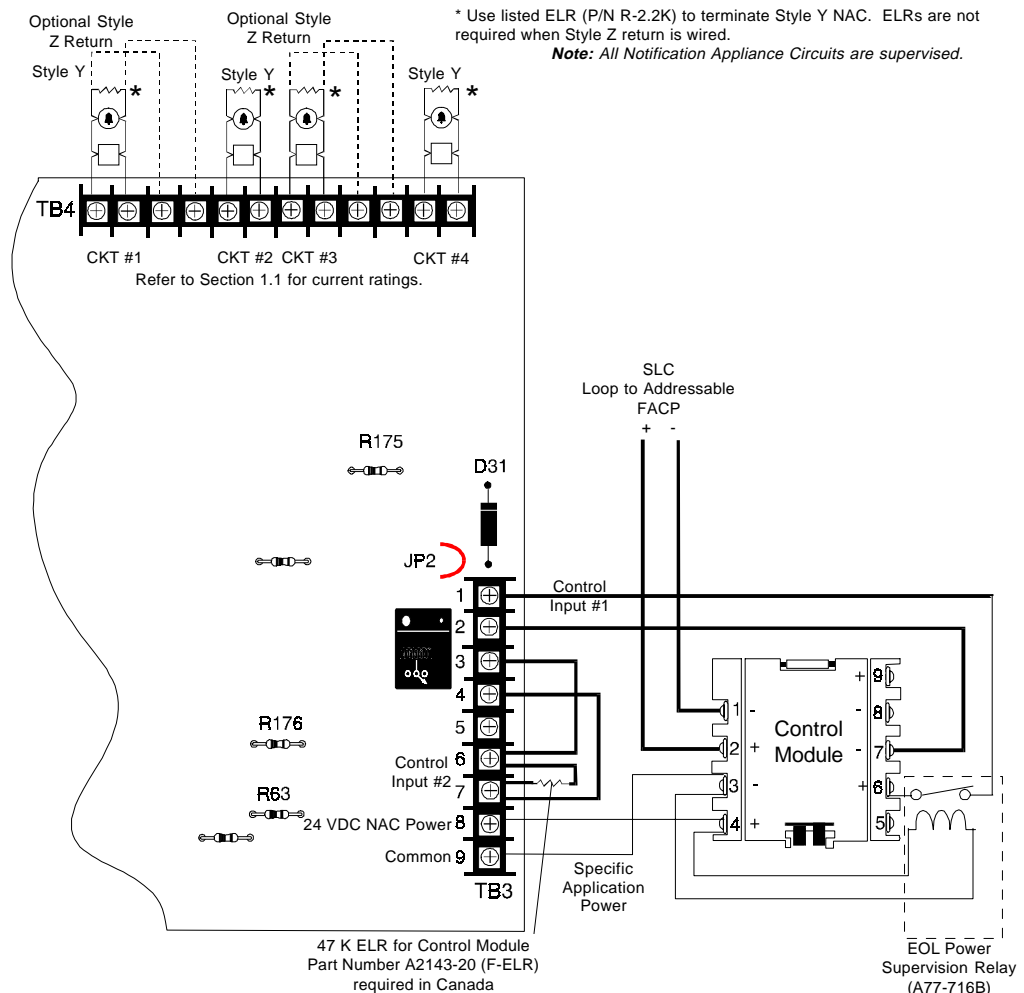 Optional Style
Z Return
Optional Style
Z Return
* Use listed ELR (P/N R-2.2K) to terminate Style Y NAC. ELRs are not
required when Style Z return is wired.
Note: All Notification Appliance Circuits are supervised.
Style Y
Style Y
Style Y
*
*
*
*
TB4
CKT #1
CKT #2
CKT #3
CKT #4
Refer to Section 1.1 for current ratings.
SLC
Loop to Addressable
FACP
+ -
R175
D31
JP2
Control
Input #1
1
2
3
4
5
6
7
8
9
R176
Control
Input #2
R63
24 VDC NAC Power
Common
TB3
Specific
Application
Power
Control
Module
1 -
2 +
3 -
4 +
+ 9
- 8
- 7
+ 6
5
47 K ELR for Control Module
Part Number A2143-20 (F-ELR)
required in Canada
EOL Power
Supervision Relay
(A77-716B)